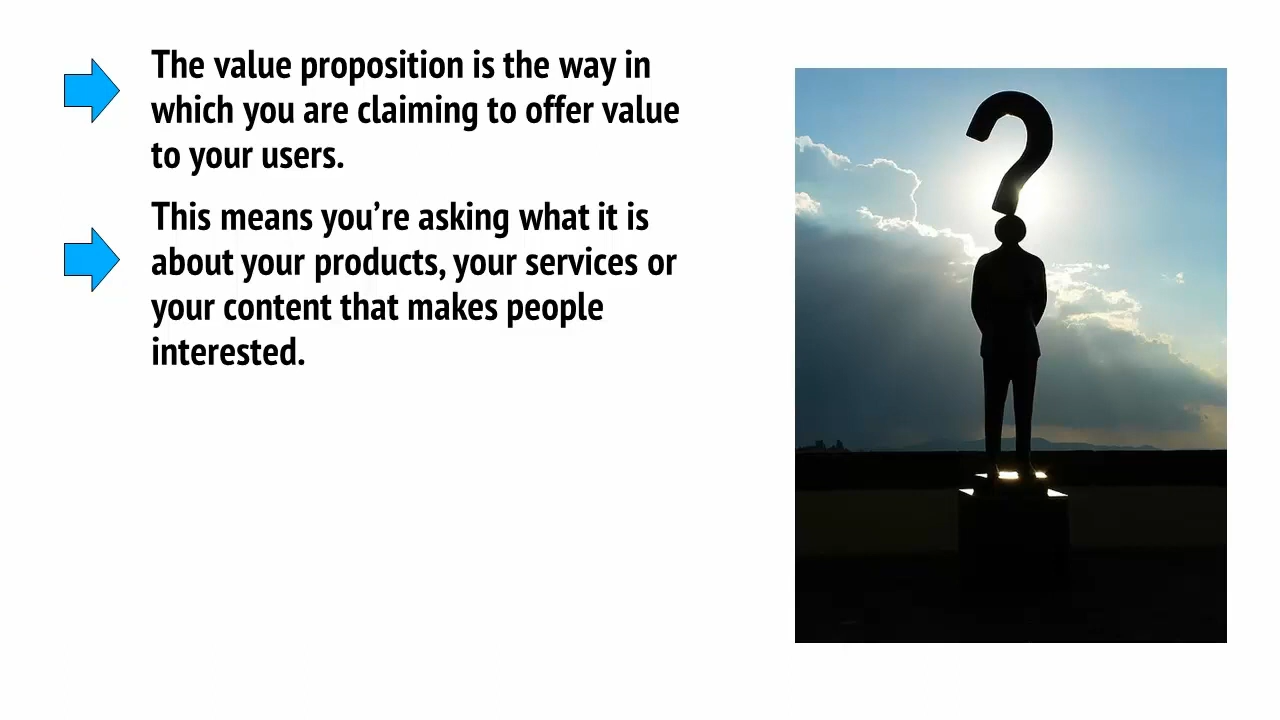 The value proposition is the way in
which you are claiming to offer value
to your users.
This means you’re asking what it is
about your products, your services or
your content that makes people
interested.